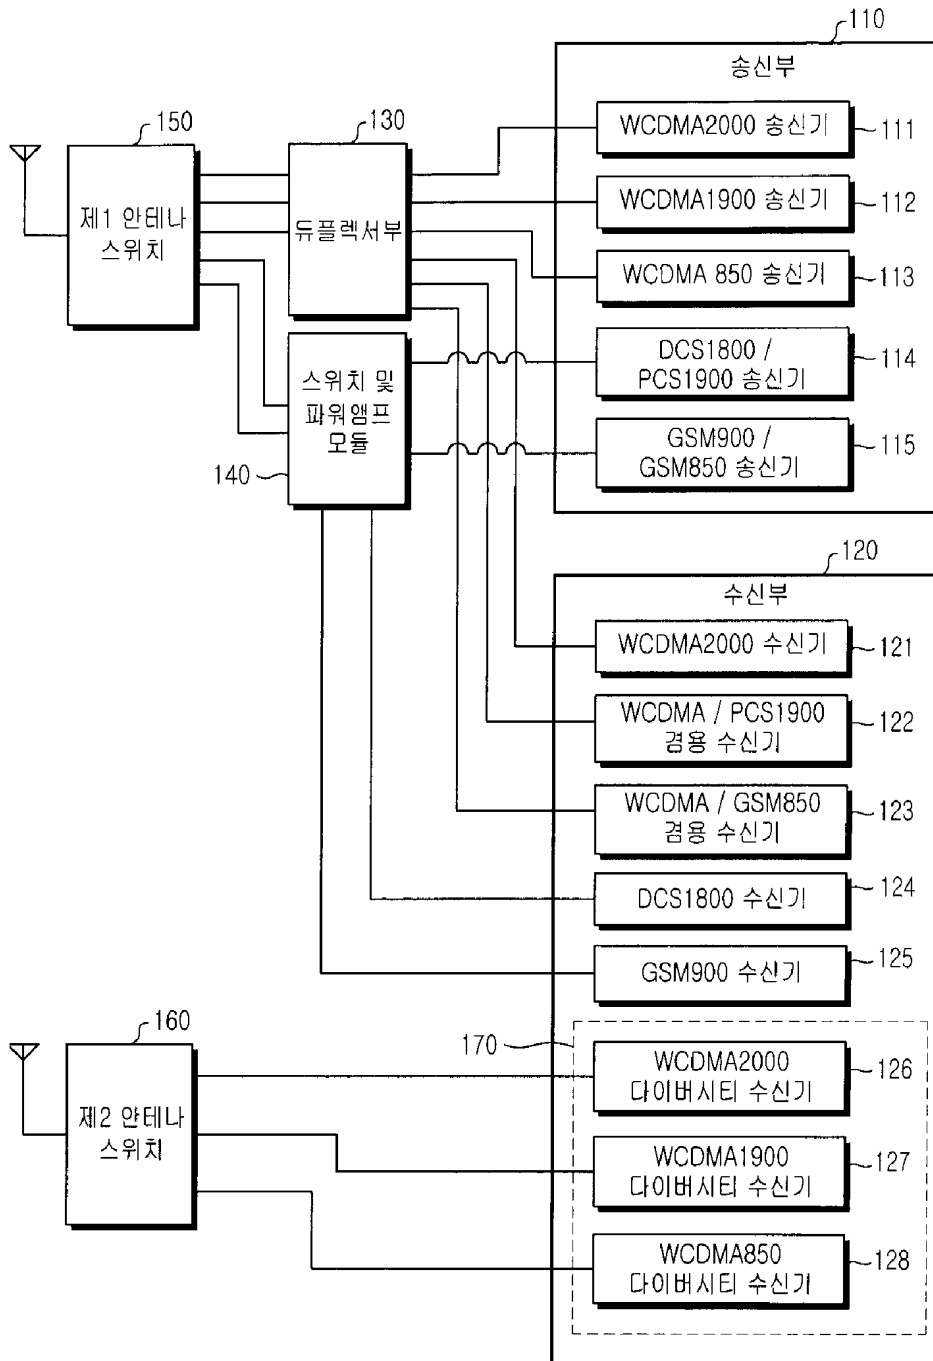 110
송신부
150
130
WCDMA2000 송신기
111
제1 안테나
스위치
듀플렉서부
WCDMA1900 송신기
112
WCDMA 850 송신기
113
스위치 및
파워앰프
모듈
140
DCS1800 /
PCS1900 송신기
114
GSM900 /
GSM850 송신기
115
120
수신부
WCDMA2000 수신기
121
WCDMA / PCS1900
겸용 수신기
122
WCDMA / GSM850
겸용 수신기
123
DCS1800 수신기
124
GSM900 수신기
125
160
170
제2 안테나
스위치
WCDMA2000
다이버시티 수신기
126
WCDMA1900
다이버시티 수신기
127
WCDMA850
다이버시티 수신기
128